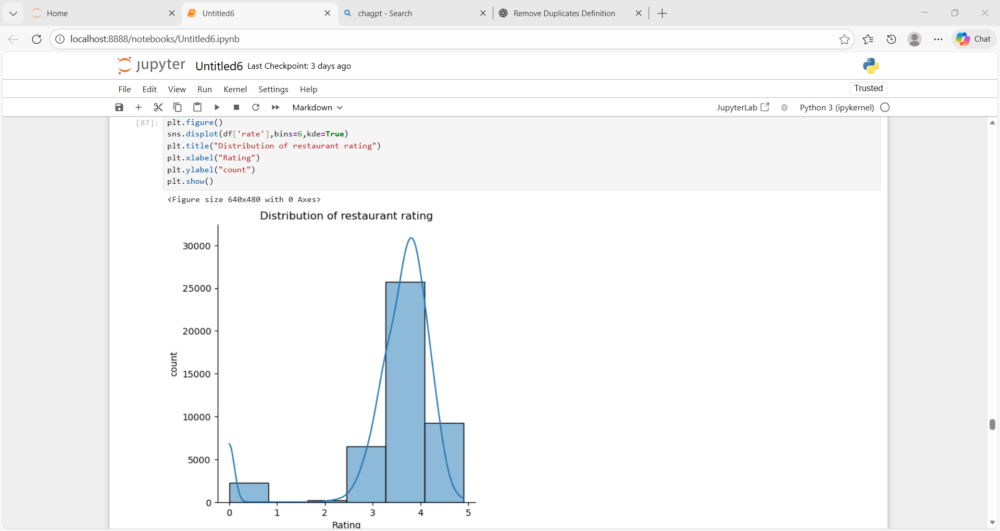 Home
Untitled6
chagpt - Search
Remove Duplicates Definition
localhost:8888/notebooks/Untitled6.ipynb
Chat
jupyter Untitled6 Last Checkpoint: 3 days ago
File Edit View Run Kernel Settings Help
Trusted
Markdown
JupyterLab
Python 3 (ipykernel)
[87]: plt.figure()
sns.displot(df['rate'],bins=6,kde=True)
plt.title("Distribution of restaurant rating")
plt.xlabel("Rating")
plt.ylabel("count")
plt.show()
<Figure size 640x480 with 0 Axes>
Distribution of restaurant rating
30000
25000
20000
count
15000
10000
5000
0
0 1 2 3 4 5
Rating